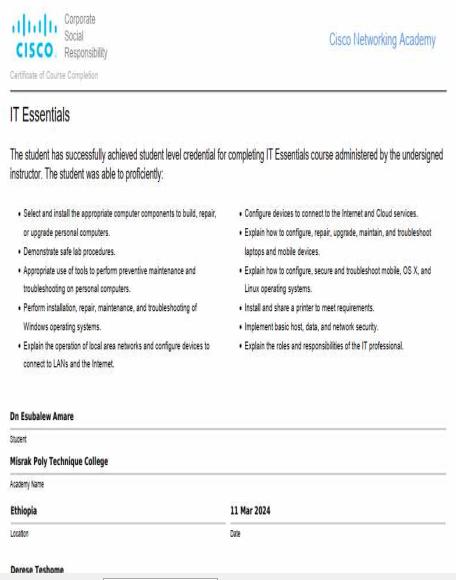 Corporate
Social
Responsibility
CISCO
Cisco Networking Academy
Certificate of Course Completion
IT Essentials
The student has successfully achieved student level credential for completing IT Essentials course administered by the undersigned
instructor. The student was able to proficiently:
• Select and install the appropriate computer components to build, repair,
or upgrade personal computers.
• Demonstrate safe lab procedures.
• Appropriate use of tools to perform preventive maintenance and
troubleshooting on personal computers.
• Perform installation, repair, maintenance, and troubleshooting of
Windows operating systems.
• Explain the operation of local area networks and configure devices to
connect to LANs and the Internet.
• Configure devices to connect to the Internet and Cloud services.
• Explain how to configure, repair, upgrade, maintain, and troubleshoot
laptops and mobile devices.
• Explain how to configure, secure and troubleshoot mobile, OS X, and
Linux operating systems.
• Install and share a printer to meet requirements.
• Implement basic host, data, and network security.
• Explain the roles and responsibilities of the IT professional.
Dn Esubalew Amare
Student
Misrak Poly Technique College
Academy Name
Ethiopia
Location
11 Mar 2024
Date
Derese Teshome